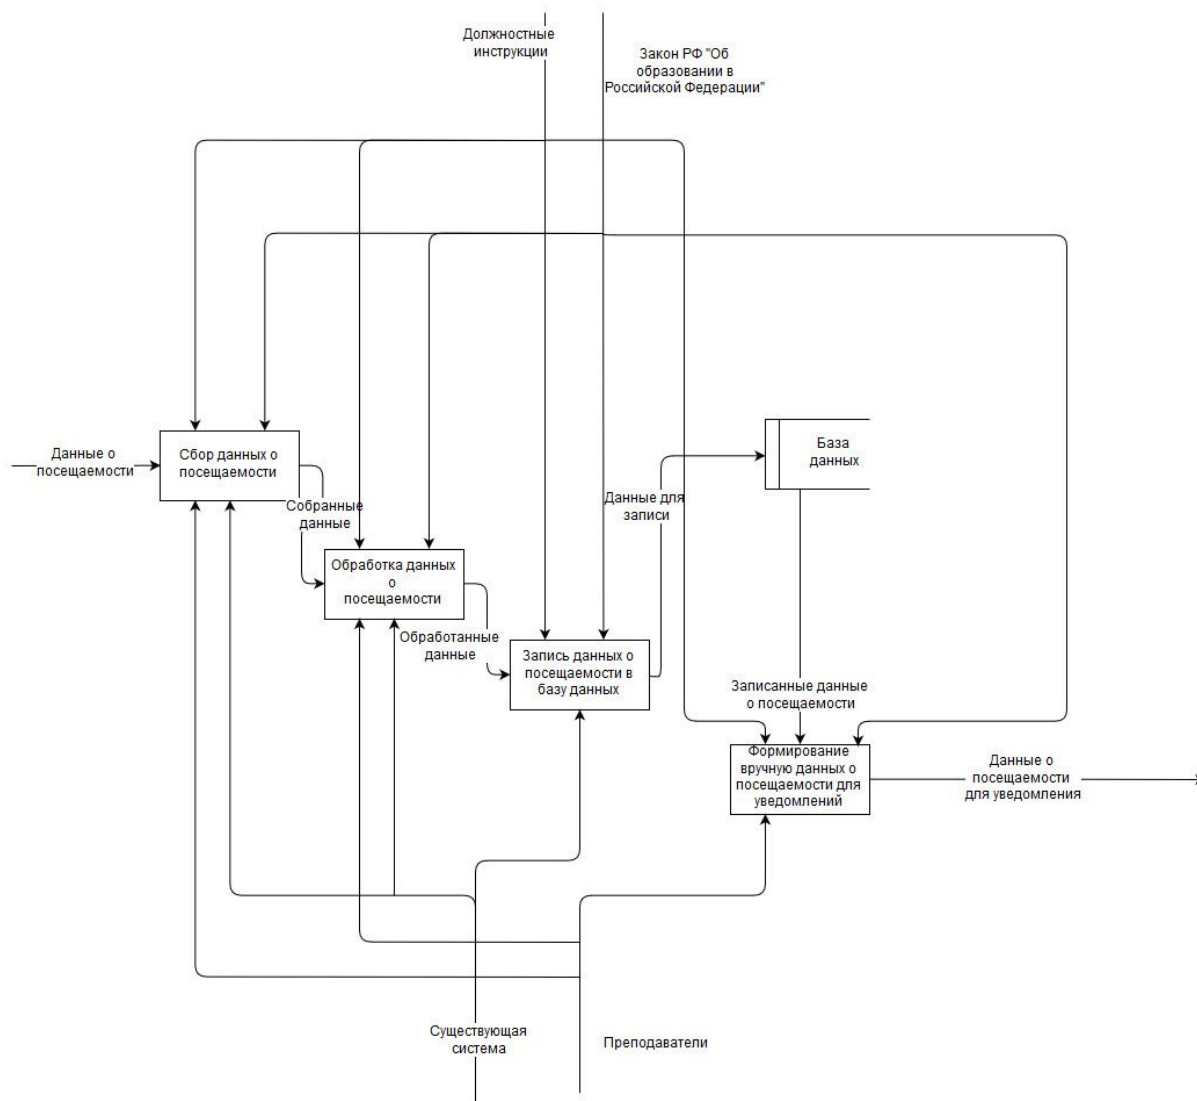 Должностные
инструкции
Закон РФ "Об
образовании в
Российской Федерации"
Данные о
посещаемости
Сбор данных о
посещаемости
База
данных
Собранные
данные
Данные для
записи
Обработка данных
о
посещаемости
Обработанные
данные
Запись данных о
посещаемости в
базу данных
Записанные данные
о посещаемости
Формирование
вручную данных о
посещаемости для
уведомлений
Данные о
посещаемости
для уведомления
Существующая
система
Преподаватели